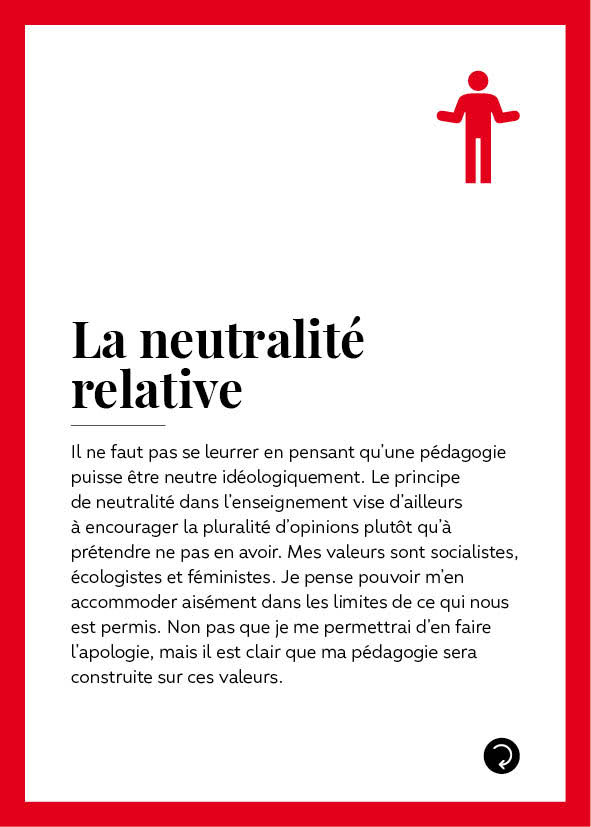 La neutralité
relative
Il ne faut pas se leurrer en pensant qu’une pédagogie
puisse être neutre idéologiquement. Le principe
de neutralité dans l’enseignement vise d’ailleurs
à encourager la pluralité d’opinions plutôt qu’à
prétendre ne pas en avoir. Mes valeurs sont socialistes,
écologistes et féministes. Je pense pouvoir m’en
accommoder aisément dans les limites de ce qui nous
est permis. Non pas que je me permettrai d’en faire
l’apologie, mais il est clair que ma pédagogie sera
construite sur ces valeurs.